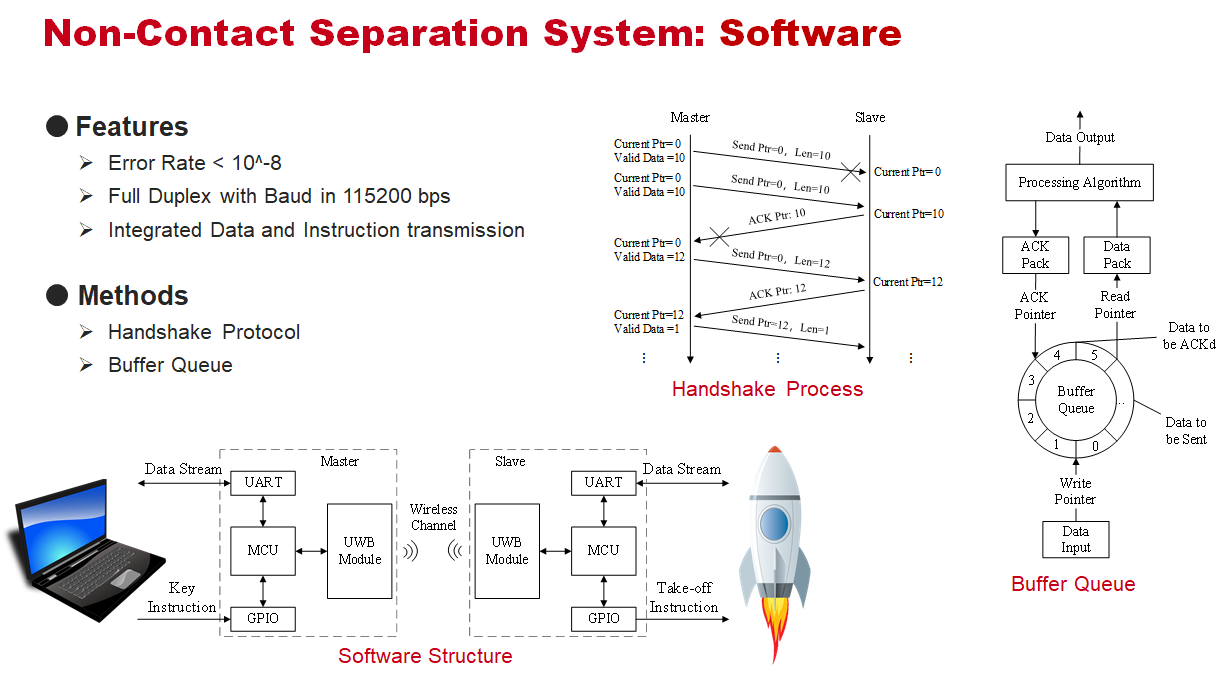 Non-Contact Separation System: Software
Features
Error Rate < 10^-8
Full Duplex with Baud in 115200 bps
Integrated Data and Instruction transmission
Methods
Handshake Protocol
Buffer Queue
Master
Slave
Current Ptr= 0
Valid Data =10
Send Ptr=0, Len=10
Current Ptr= 0
Current Ptr= 0
Valid Data =10
Send Ptr=0, Len=10
Current Ptr=10
ACK Ptr: 10
Current Ptr= 0
Valid Data =12
Send Ptr=0, Len=12
Current Ptr=12
ACK Ptr: 12
Current Ptr=12
Valid Data =1
Send Ptr=12, Len=1
⋮
⋮
⋮
Handshake Process
Data Output
Processing Algorithm
ACK
Pack
Data
Pack
ACK
Pointer
Read
Pointer
Data to
be ACKd
4
5
3
Buffer
Queue
..
2
1
0
Data to
be Sent
Write
Pointer
Data
Input
Buffer Queue
Data Stream
Master
UART
MCU
UWB
Module
Key
Instruction
GPIO
Wireless
Channel
Slave
UWB
Module
UART
MCU
GPIO
Data Stream
Take-off
Instruction
Software Structure